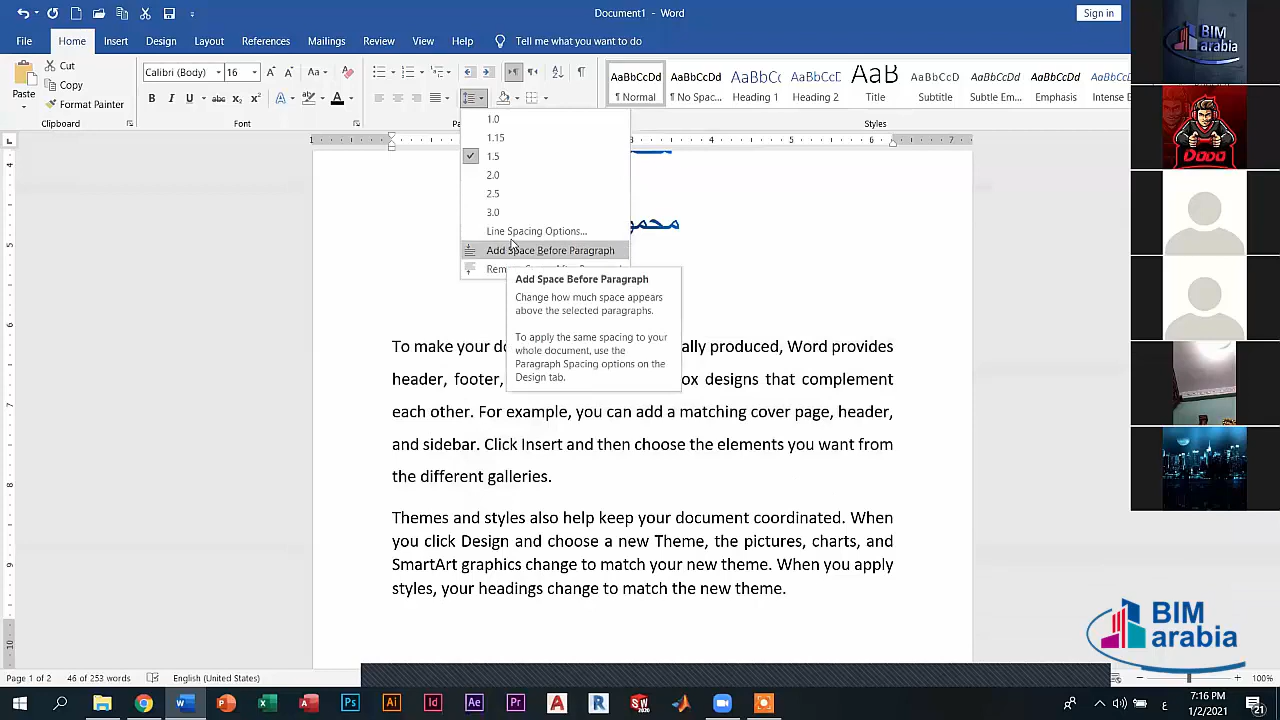 Document1 - Word
Sign in
File Home Insert Design Layout References Mailings Review View Help Tell me what you want to do
Cut
Copy
Format Painter
Paste
Clipboard
Calibri (Body) 16
Font
AaBbCcDd AaBbCcDd AaBbCc AaBbCcC AaB AaBbCcD AaBbCcDd AaBbCcDd AaBbCcDd
¶ Normal ¶ No Spac... Heading 1 Heading 2 Title Subtitle Subtle Em... Emphasis Intense E
Styles
1.0
1.15
1.5
2.0
2.5
3.0
Line Spacing Options...
Add Space Before Paragraph
Add Space Before Paragraph
Change how much space appears
above the selected paragraphs.
To apply the same spacing to your
whole document, use the
Paragraph Spacing options on the
Design tab.
To make your
ally produced, Word provides
header, footer,
ox designs that complement
each other. For example, you can add a matching cover page, header,
and sidebar. Click Insert and then choose the elements you want from
the different galleries.
Themes and styles also help keep your document coordinated. When
you click Design and choose a new Theme, the pictures, charts, and
SmartArt graphics change to match your new theme. When you apply
styles, your headings change to match the new theme.
BIM
arabia
Dodo
BIM
arabia
Page 1 of 2 46 of 253 words English (United States)
100%
7:16 PM
1/2/2021
21